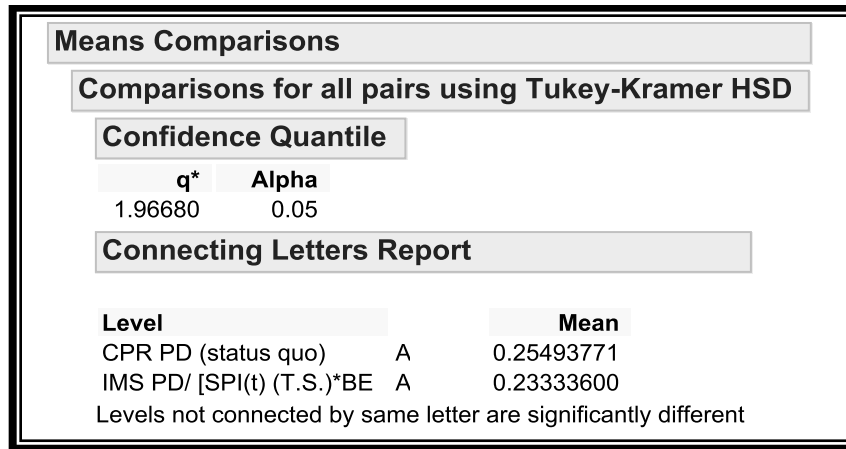 Means Comparisons
Comparisons for all pairs using Tukey-Kramer HSD
Confidence Quantile
q* Alpha
1.96680 0.05
Connecting Letters Report
Level Mean
CPR PD (status quo) A 0.25493771
IMS PD/ [SPI(t) (T.S.)*BE A 0.23333600
Levels not connected by same letter are significantly different